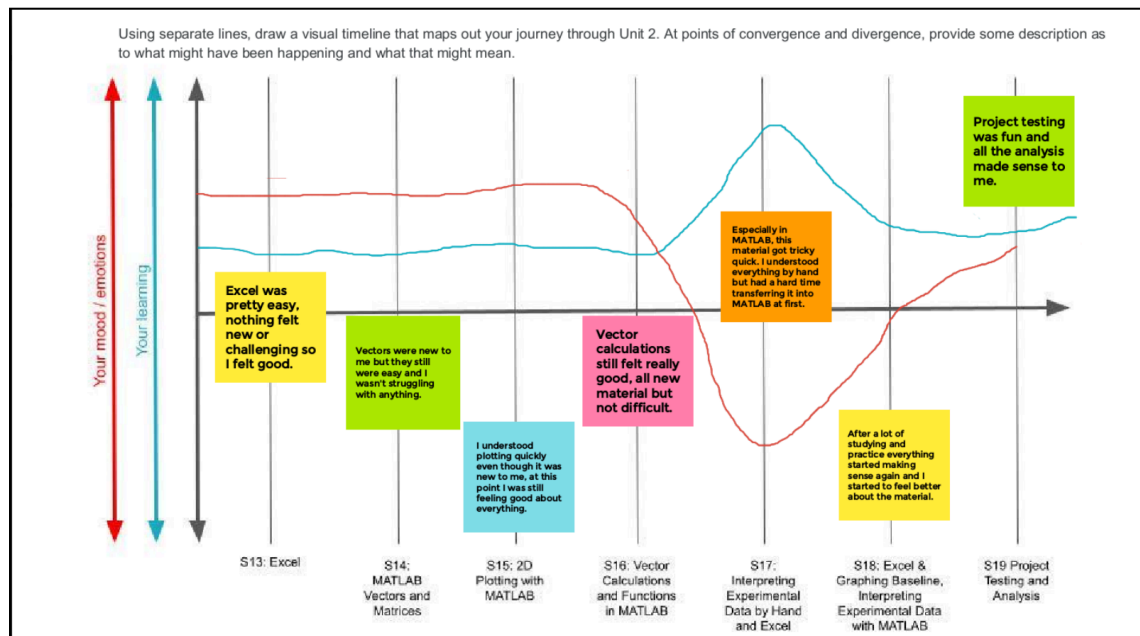 Using separate lines, draw a visual timeline that maps out your journey through Unit 2. At points of convergence and divergence, provide some description as
to what might have been happening and what that might mean.
Your mood / emotions
Your learning
Excel was
pretty easy,
nothing felt
new or
challenging so
I felt good.
Vectors were new to
me but they still
were easy and I
wasn't struggling
with anything.
I understood
plotting quickly
even though it was
new to me, at this
point I was still
feeling good about
everything.
Vector
calculations
still felt really
good, all new
material but
not difficult.
Especially in
MATLAB, this
material got tricky
quick. I understood
everything by hand
but had a hard time
transferring it into
MATLAB at first.
After a lot of
studying and
practice everything
started making
sense again and I
started to feel better
about the material.
Project testing
was fun and
all the analysis
made sense to
me.
S13: Excel
S14:
MATLAB
Vectors and
Matrices
S15: 2D
Plotting with
MATLAB
S16: Vector
Calculations
and Functions
in MATLAB
S17:
Interpreting
Experimental
Data by Hand
and Excel
S18: Excel &
Graphing Baseline,
Interpreting
Experimental Data
with MATLAB
S19 Project
Testing and
Analysis